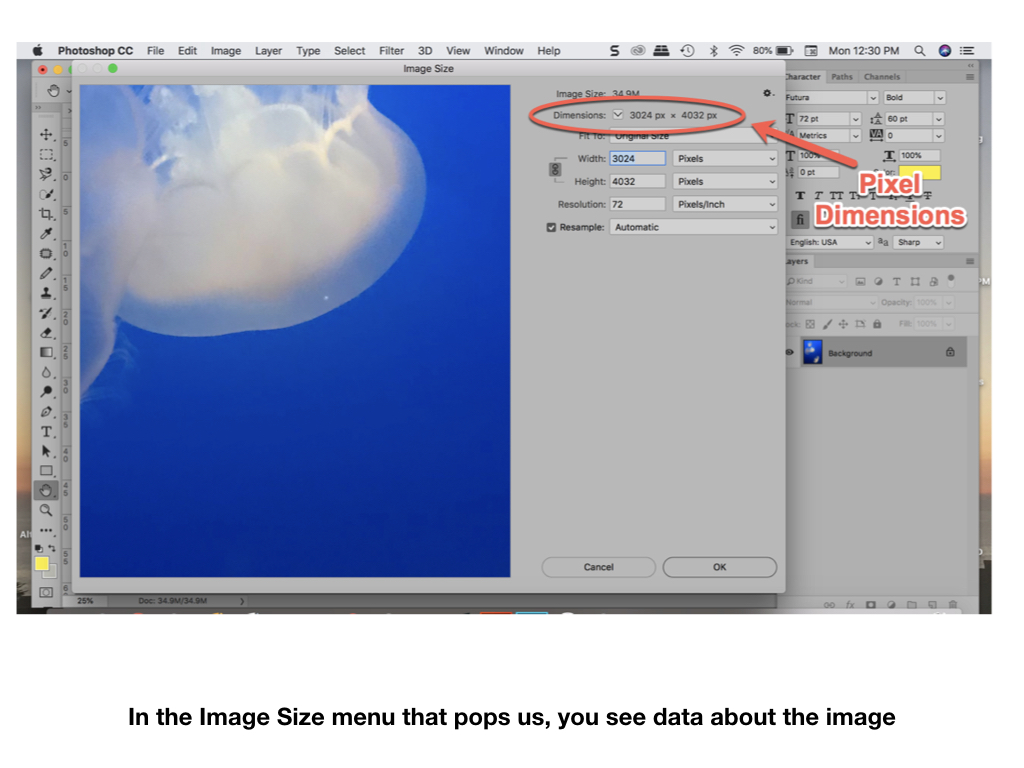 Photoshop CC File Edit Image Layer Type Select Filter 3D View Window Help S 80% Mon 12:30 PM
Image Size
Character Paths Channels
Image Size: 34.9M
Futura Bold
Dimensions: 3024 px × 4032 px
72 pt 60 pt
Fit To: Original Size
Metrics VA 0
Width: 3024 Pixels
100% 100%
Height: 4032 Pixels
0 pt Color:
Pixel
Dimensions
Resolution: 72 Pixels/Inch
fi
Resample: Automatic
English: USA aa Sharp
Layers
Kind
Normal Opacity: 100%
Lock: Fill: 100%
Background
Cancel OK
25% Doc: 34.9M/34.9M
fx
In the Image Size menu that pops us, you see data about the image